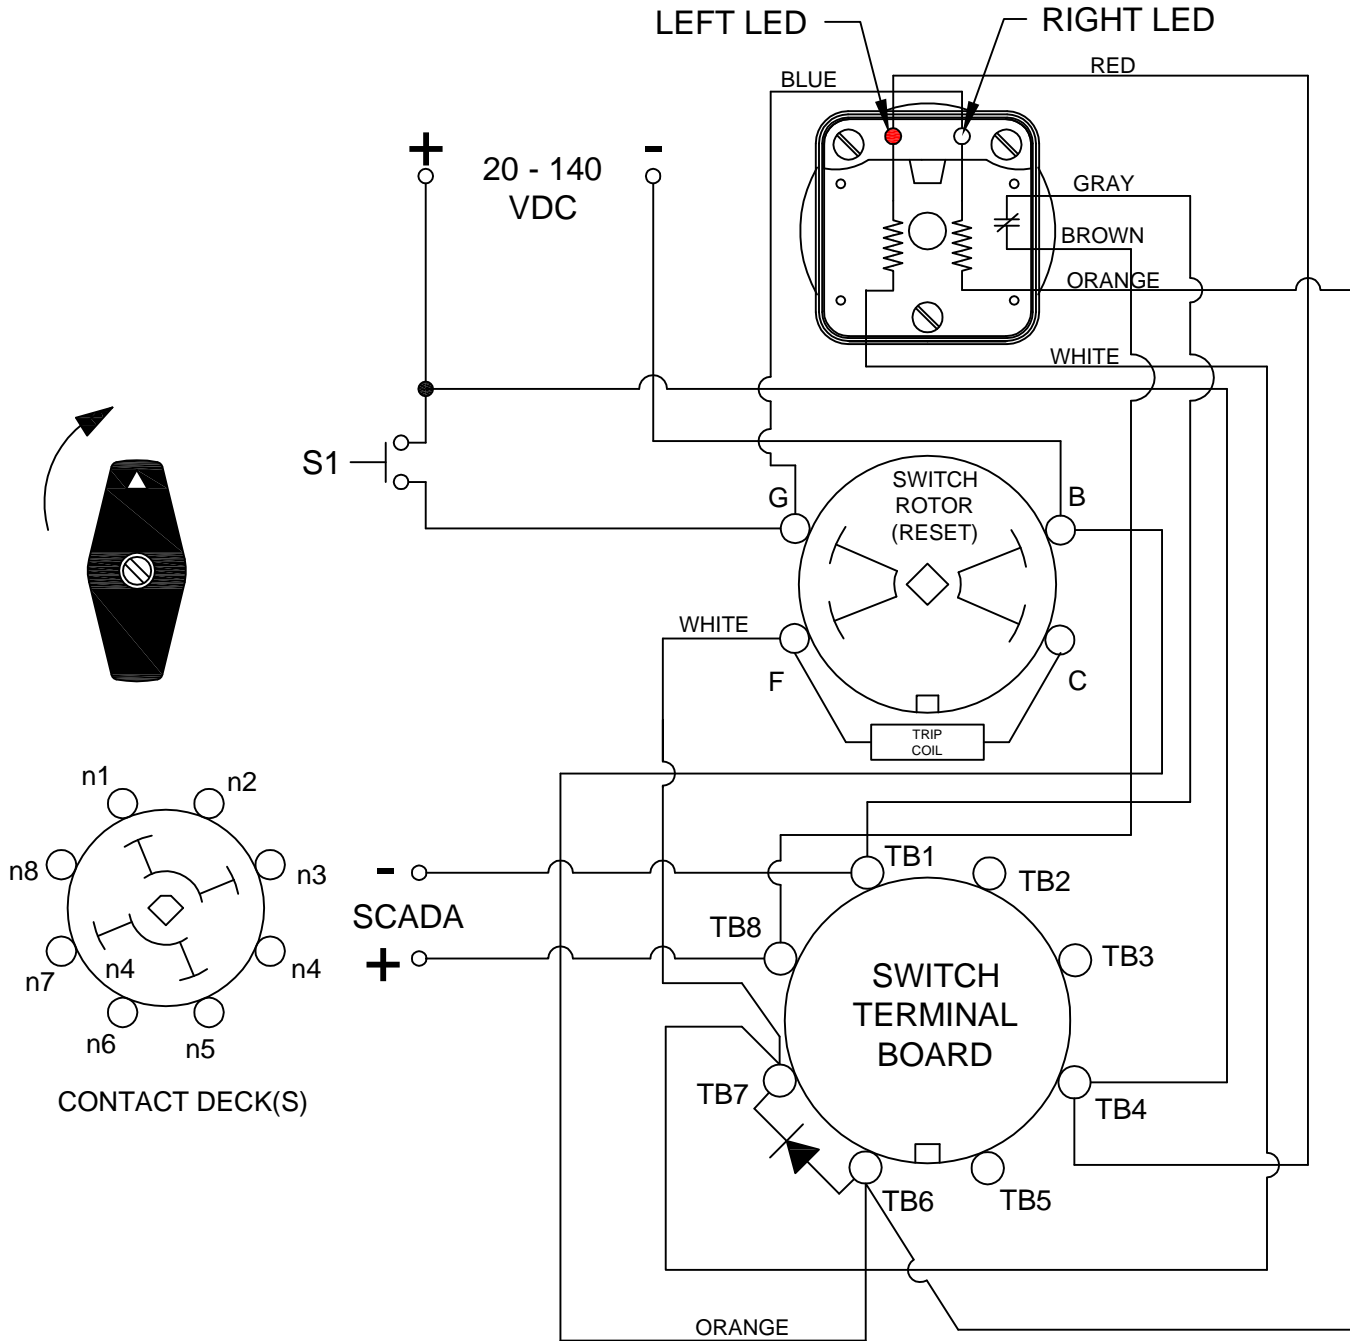 LEFT LED
RIGHT LED
RED
BLUE
+
-
20 - 140
VDC
GRAY
BROWN
ORANGE
WHITE
S1
SWITCH
ROTOR
(RESET)
G
B
WHITE
F
C
TRIP
COIL
n1
n2
n8
n3
n7
n4
n4
n6
n5
CONTACT DECK(S)
-
SCADA
+
TB1
TB2
TB8
TB3
SWITCH
TERMINAL
BOARD
TB7
TB4
TB6
TB5
ORANGE